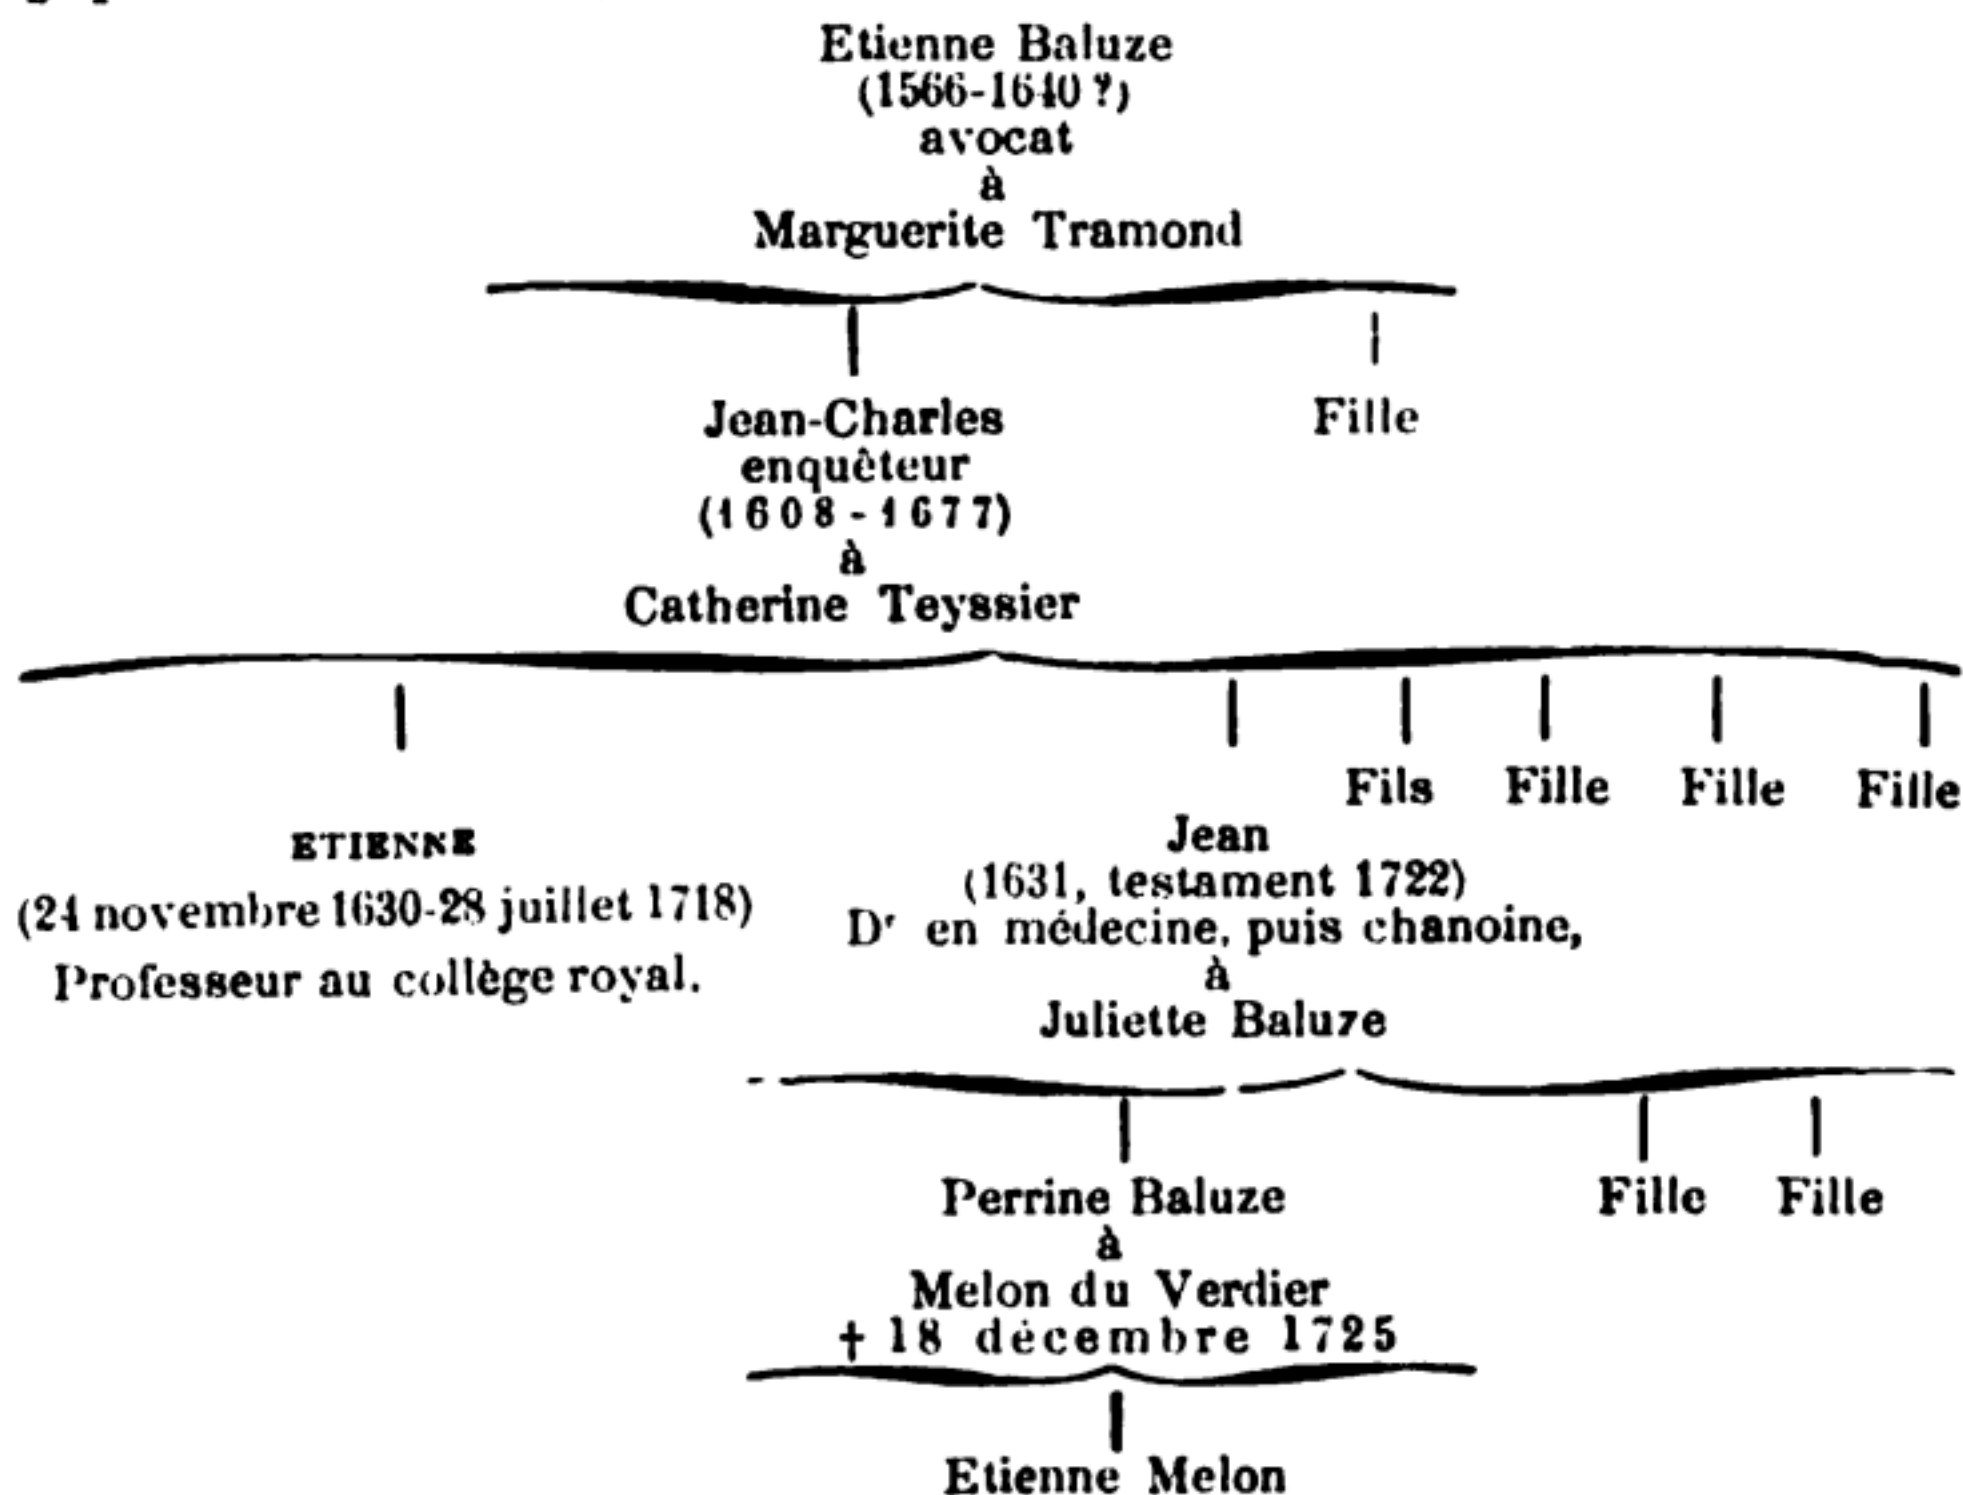 Etienne Baluze
(1566-1640 ?)
avocat
à
Marguerite Tramond
Jean-Charles
enquêteur
(1608-1677)
à
Catherine Teyssier
Fille
ETIENNE
(24 novembre 1630-28 juillet 1718)
Professeur au collège royal.
Jean
(1631, testament 1722)
Dr en médecine, puis chanoine,
à
Juliette Baluze
Fils
Fille
Fille
Fille
Perrine Baluze
à
Melon du Verdier
† 18 décembre 1725
Fille
Fille
Etienne Melon